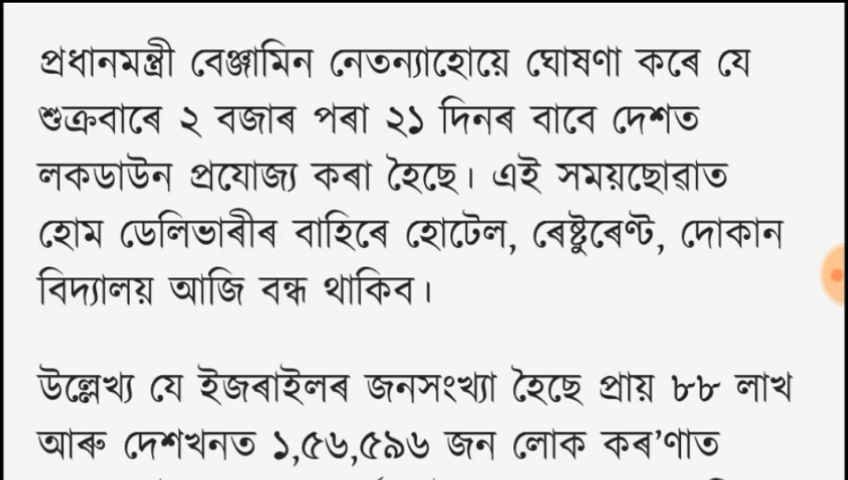 প্ৰধানমন্ত্ৰী বেঞ্জামিন নেতন্যাহোয়ে ঘোষণা কৰে যে
শুক্ৰবাৰে ২ বজাৰ পৰা ২১ দিনৰ বাবে দেশত
লকডাউন প্ৰযোজ্য কৰা হৈছে। এই সময়ছোৱাত
হোম ডেলিভাৰীৰ বাহিৰে হোটেল, ৰেষ্টুৰেণ্ট, দোকান
বিদ্যালয় আজি বন্ধ থাকিব।
উল্লেখ্য যে ইজৰাইলৰ জনসংখ্যা হৈছে প্ৰায় ৮৮ লাখ
আৰু দেশখনত ১,৫৬,৫৯৬ জন লোক কৰ'ণাত